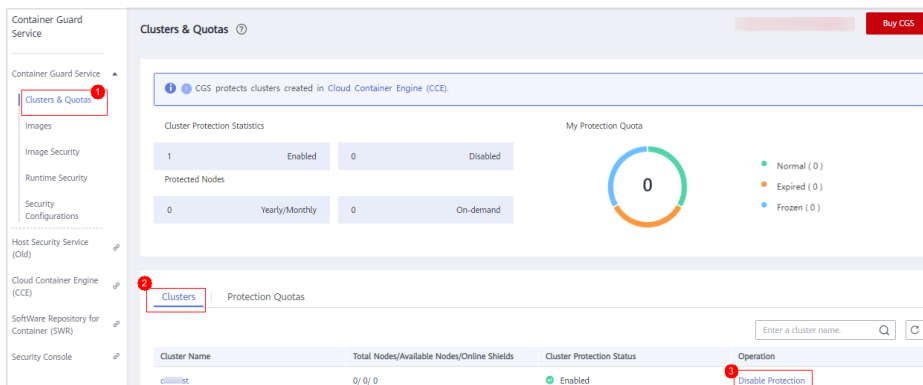 Container Guard
Service
Clusters & Quotas
Buy CGS
Container Guard Service
1
Clusters & Quotas
Images
Image Security
Runtime Security
Security
Configurations
Host Security Service
(Old)
Cloud Container Engine
(CCE)
SoftWare Repository for
Container (SWR)
Security Console
CGS protects clusters created in Cloud Container Engine (CCE).
Cluster Protection Statistics
1 Enabled 0 Disabled
Protected Nodes
0 Yearly/Monthly 0 On-demand
My Protection Quota
0
Normal ( 0 )
Expired ( 0 )
Frozen ( 0 )
2
Clusters Protection Quotas
Enter a cluster name.
Cluster Name Total Nodes/Available Nodes/Online Shields Cluster Protection Status Operation
3
0/ 0/ 0 Enabled Disable Protection